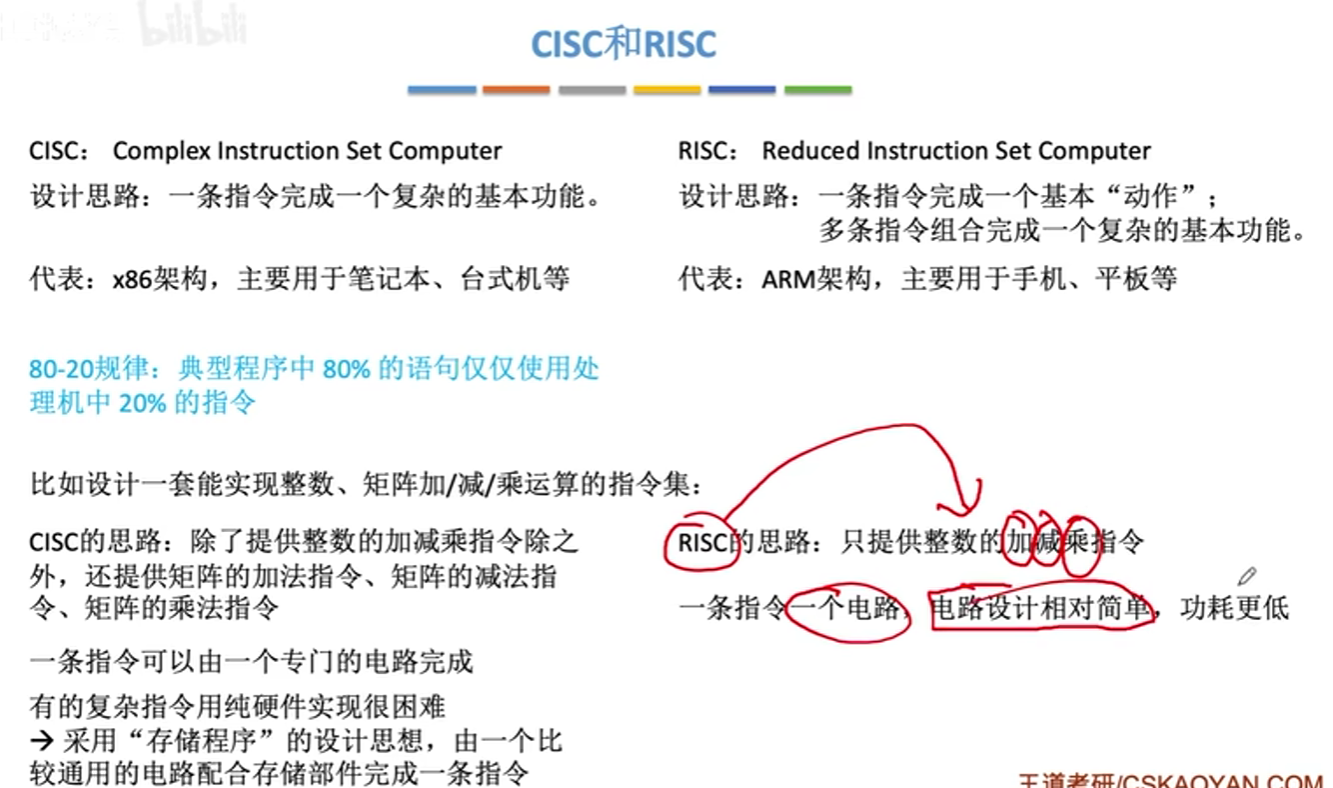 bilibili
CISC和RISC
CISC： Complex Instruction Set Computer
设计思路：一条指令完成一个复杂的基本功能。
代表：x86架构，主要用于笔记本、台式机等
RISC： Reduced Instruction Set Computer
设计思路：一条指令完成一个基本“动作”；
多条指令组合完成一个复杂的基本功能。
代表：ARM架构，主要用于手机、平板等
80-20规律：典型程序中 80% 的语句仅仅使用处
理机中 20% 的指令
比如设计一套能实现整数、矩阵加/减/乘运算的指令集：
CISC的思路：除了提供整数的加减乘指令除之
外，还提供矩阵的加法指令、矩阵的减法指
令、矩阵的乘法指令
一条指令可以由一个专门的电路完成
有的复杂指令用纯硬件实现很困难
→ 采用“存储程序”的设计思想，由一个比
较通用的电路配合存储部件完成一条指令
RISC的思路：只提供整数的加减乘指令
一条指令一个电路，电路设计相对简单，功耗更低
王道考研/CSKAOYAN.COM